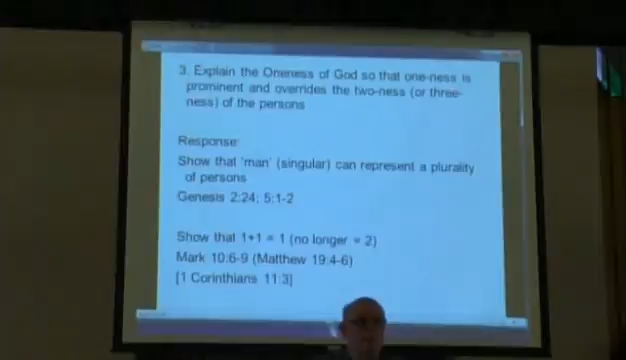 3. Explain the Oneness of God so that one-ness is
prominent and overrides the two-ness (or three-
ness) of the persons
Response:
Show that 'man' (singular) can represent a plurality
of persons
Genesis 2:24; 5:1-2
Show that 1+1 = 1 (no longer = 2)
Mark 10:6-9 (Matthew 19:4-6)
[1 Corinthians 11:3]